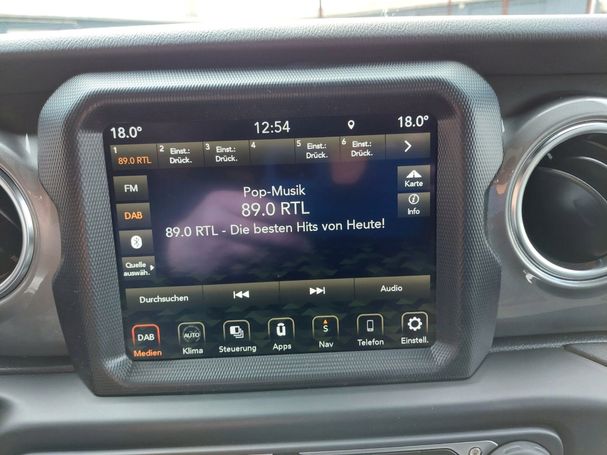 18.0° 12:54 18.0°
1 2 Einst.: 3 Einst.: 4 5 Einst.: 6 Einst.:
89.0 RTL Drück. Drück. Drück. Drück.
FM
Pop-Musik
Karte
DAB
89.0 RTL
Info
89.0 RTL - Die besten Hits von Heute!
Quelle
auswäh.
Durchsuchen Audio
DAB AUTO S
Medien Klima Steuerung Apps Nav Telefon Einstell.